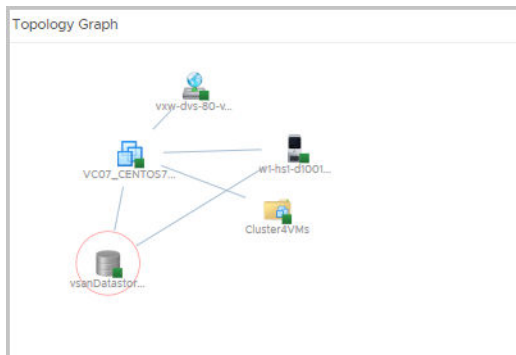 Topology Graph
vxw-dvs-80-v...
VC07_CENTOS7...
w1-hs1-d1001...
Cluster4VMs
vsanDatastor...